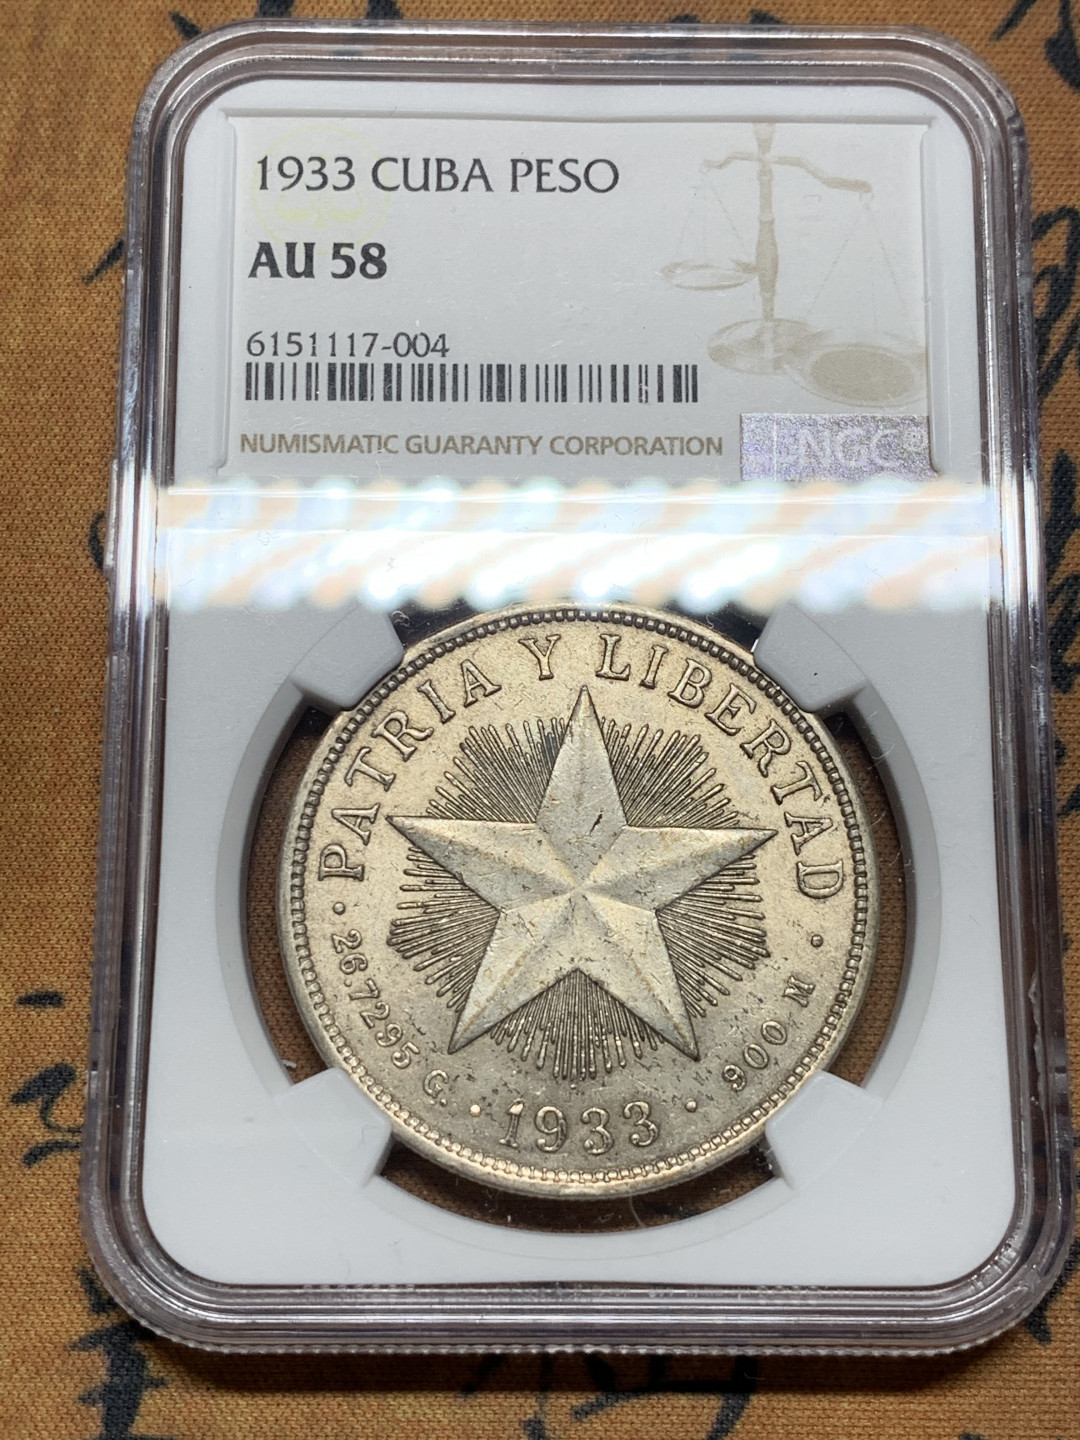 1933 CUBA PESO
AU 58
6151117-004
NUMISMATIC GUARANTY CORPORATION
NGC®
PATRIA Y LIBERTAD
· 26.7295 G. · 1933 · 900 M ·